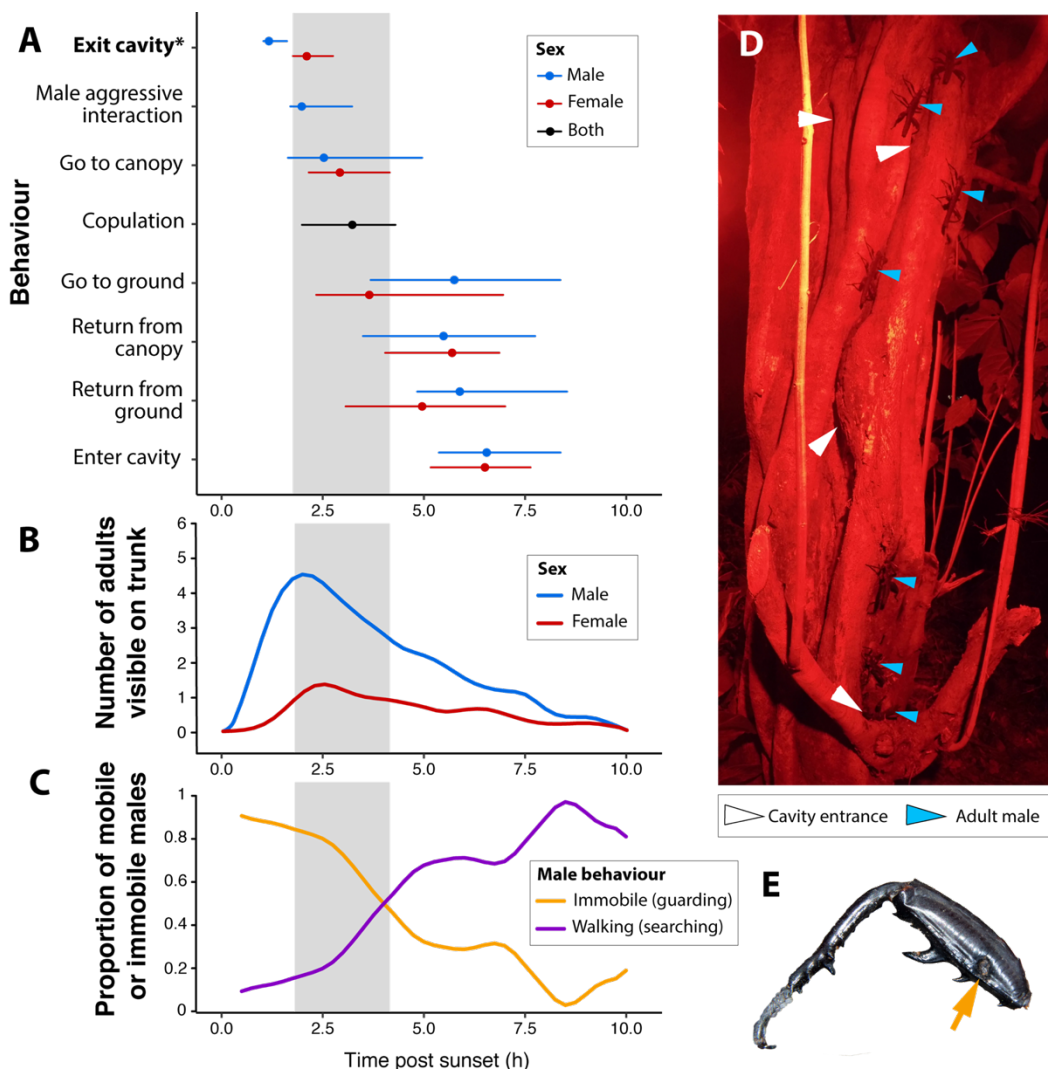 A
Behaviour
Exit cavity*
Male aggressive
interaction
Go to canopy
Copulation
Go to ground
Return from
canopy
Return from
ground
Enter cavity
Sex
Male
Female
Both
0.0 2.5 5.0 7.5 10.0
B
Number of adults
visible on trunk
6
5
4
3
2
1
0
Sex
Male
Female
0.0 2.5 5.0 7.5 10.0
C
Proportion of mobile
or immobile males
1
0.8
0.6
0.4
0.2
0
Male behaviour
Immobile (guarding)
Walking (searching)
0.0 2.5 5.0 7.5 10.0
Time post sunset (h)
D
Cavity entrance Adult male
E